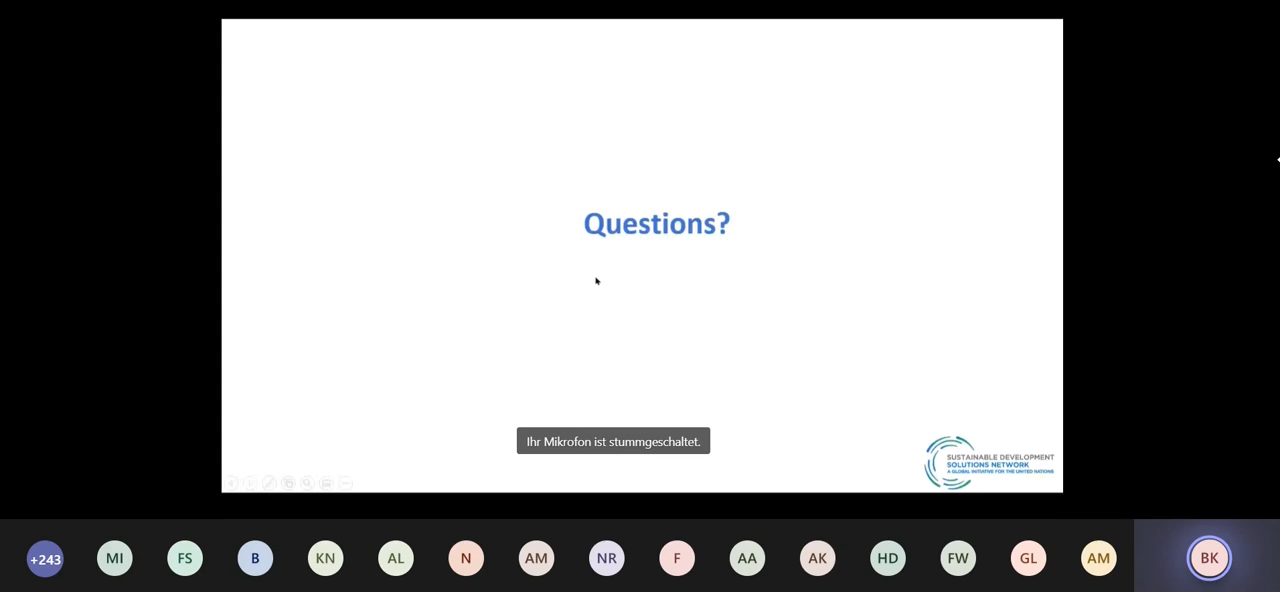 Questions?
Ihr Mikrofon ist stummgeschaltet.
SUSTAINABLE DEVELOPMENT
SOLUTIONS NETWORK
A GLOBAL INITIATIVE FOR THE UNITED NATIONS
+243 MI FS B KN AL N AM NR F AA AK HD FW GL AM BK